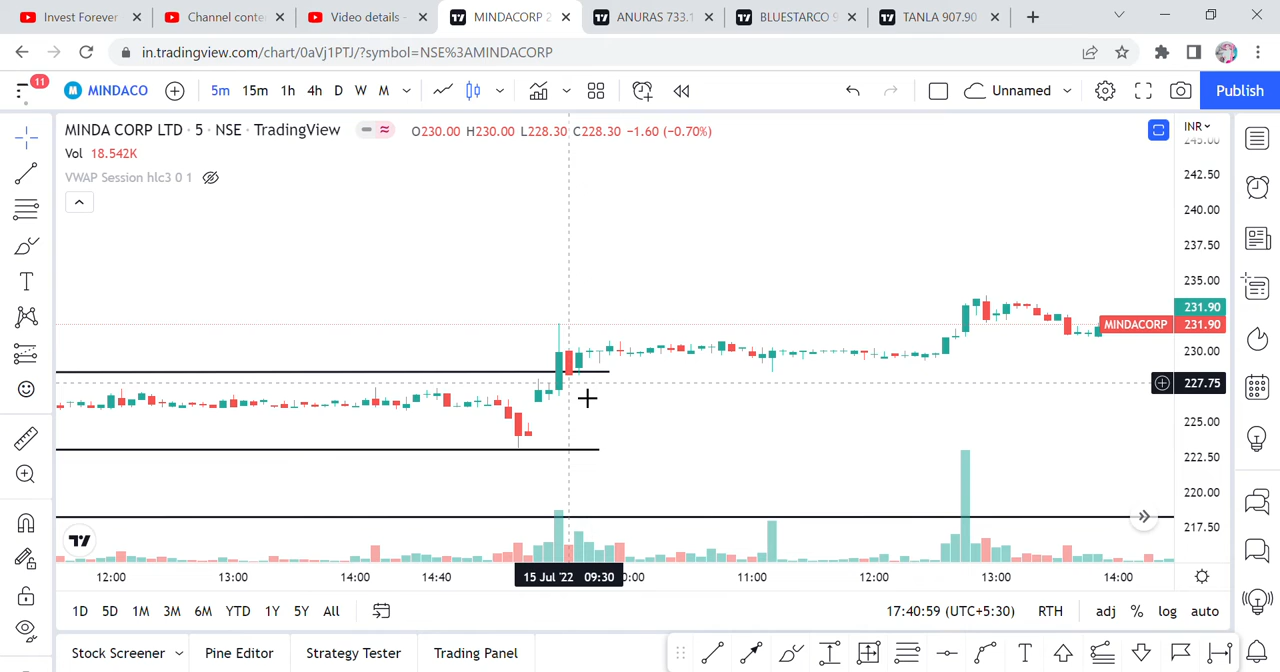 Invest Forever
Channel conte
Video details -
MINDACORP 2
ANURAS 733.1
BLUESTARCO 9
TANLA 907.90
in.tradingview.com/chart/0aVj1PTJ/?symbol=NSE%3AMINDACORP
11
M
MINDACO
5m
15m
1h
4h
D
W
M
Unnamed
Publish
MINDA CORP LTD · 5 · NSE · TradingView
O230.00 H230.00 L228.30 C228.30 −1.60 (−0.70%)
INR
245.00
Vol 18.542K
VWAP Session hlc3 0 1
242.50
240.00
237.50
235.00
231.90
MINDACORP 231.90
230.00
227.75
225.00
222.50
220.00
217.50
12:00
13:00
14:00
14:40
15 Jul '22 09:30
0:00
11:00
12:00
13:00
14:00
1D
5D
1M
3M
6M
YTD
1Y
5Y
All
17:40:59 (UTC+5:30)
RTH
adj
%
log
auto
Stock Screener
Pine Editor
Strategy Tester
Trading Panel